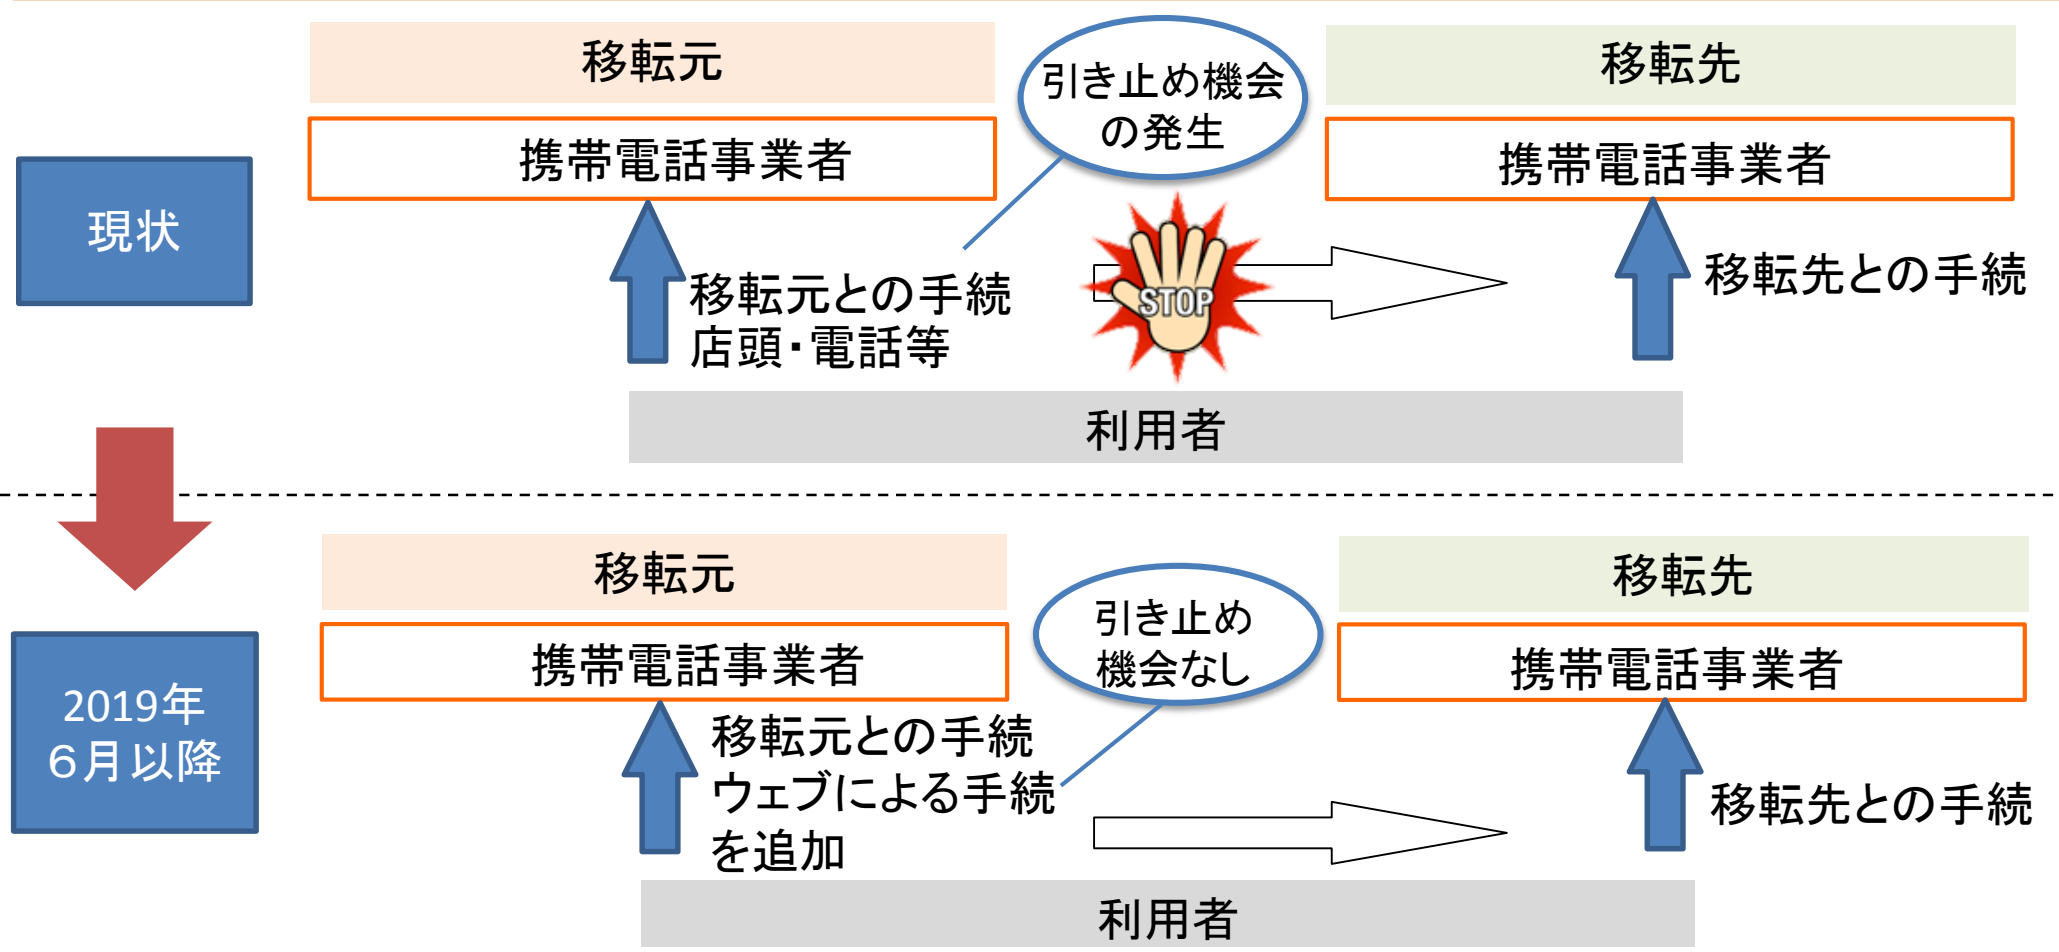 移転元
引き止め機会
の発生
移転先
携帯電話事業者
携帯電話事業者
現状
移転元との手続
店頭・電話等
STOP
移転先との手続
利用者
移転元
移転先
引き止め
機会なし
携帯電話事業者
携帯電話事業者
2019年
６月以降
移転元との手続
ウェブによる手続
を追加
移転先との手続
利用者